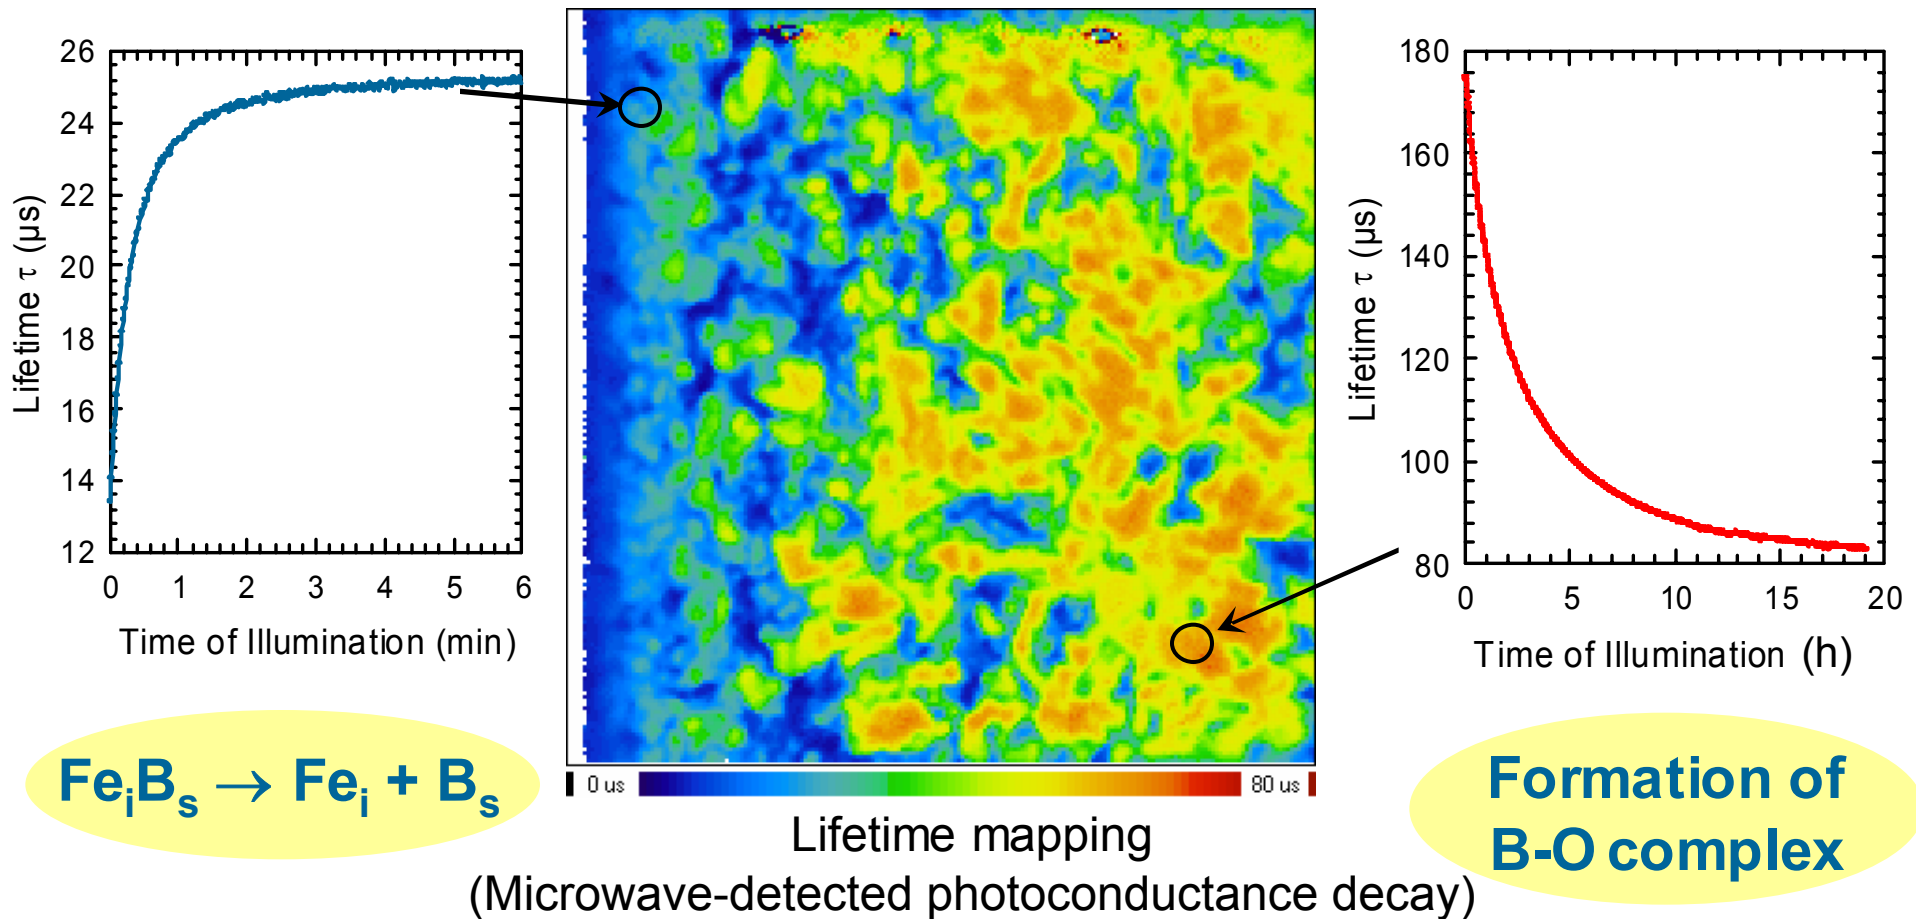 26
24
22
20
18
16
14
12
Lifetime τ (µs)
0 1 2 3 4 5 6
Time of Illumination (min)
FeᵢBₛ → Feᵢ + Bₛ
0 us
80 us
Lifetime mapping
(Microwave-detected photoconductance decay)
180
160
140
120
100
80
Lifetime τ (µs)
0 5 10 15 20
Time of Illumination (h)
Formation of
B-O complex